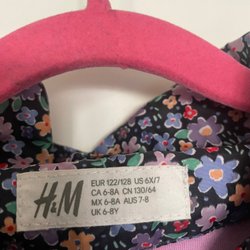 H&M
EUR 122/128 US 6X/7
CA 6-8A CN 130/64
MX 6-8A AUS 7-8
UK 6-8Y